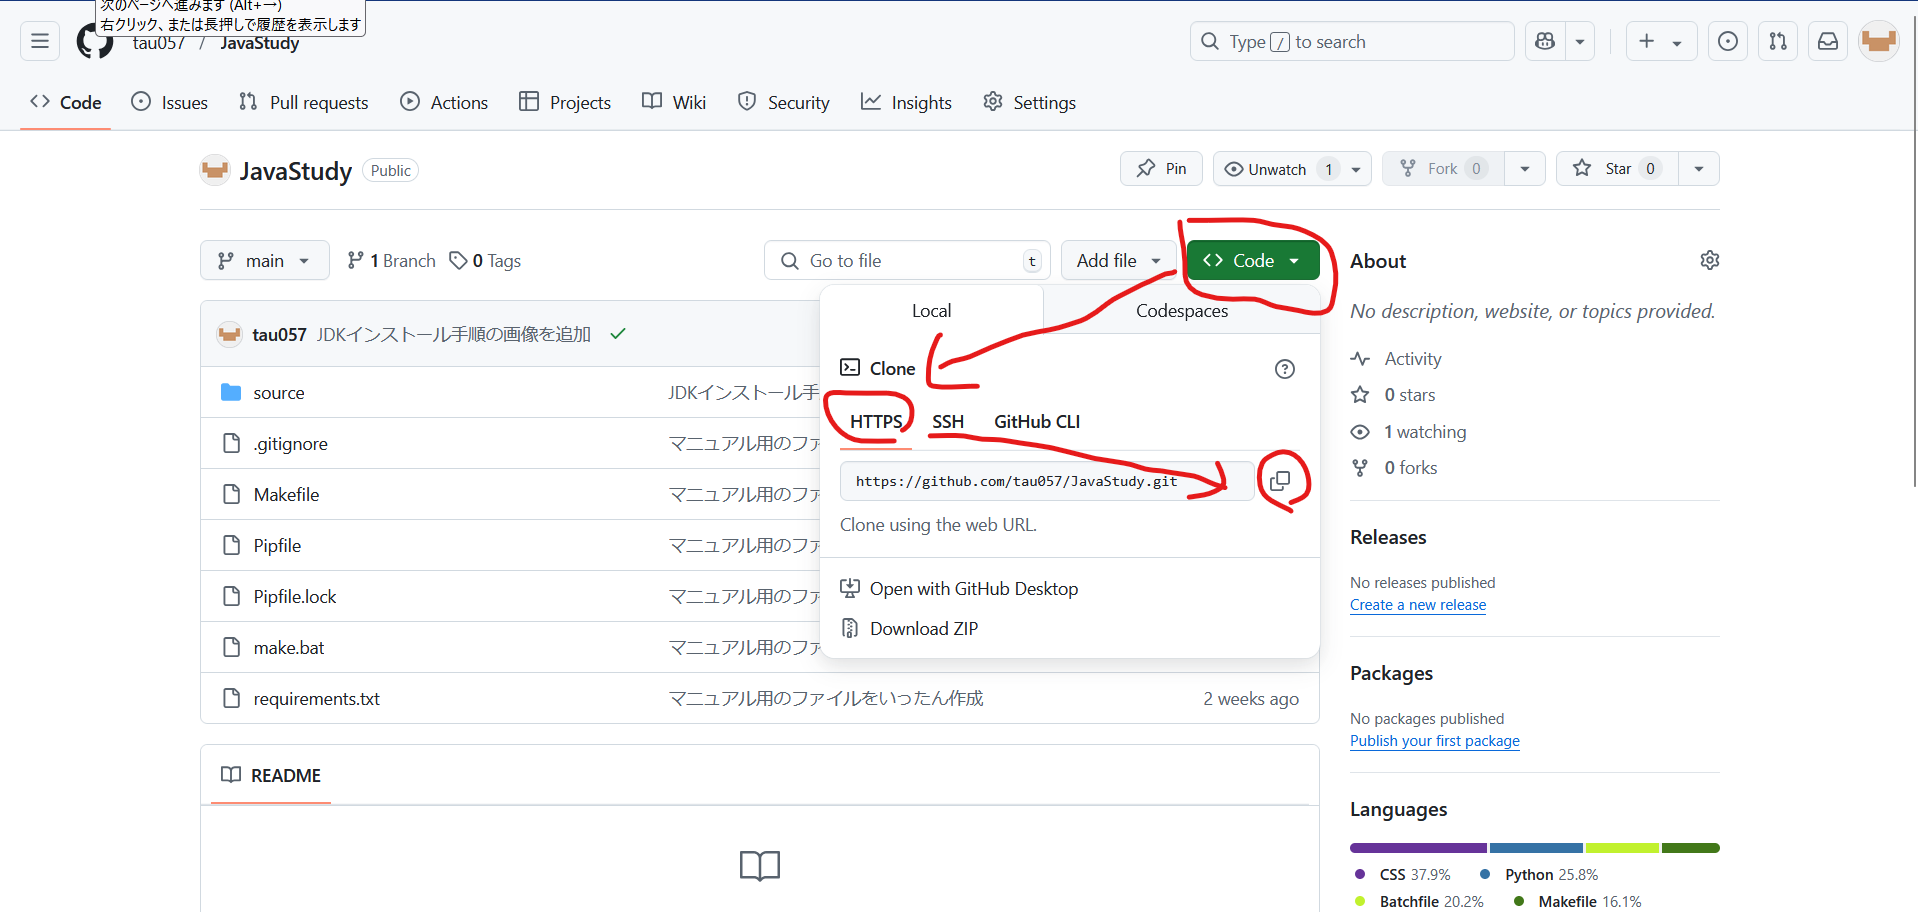 次のページへ進みます (Alt+→)
右クリック、または長押しで履歴を表示します
tau057 / JavaStudy
Type / to search
Code
Issues
Pull requests
Actions
Projects
Wiki
Security
Insights
Settings
JavaStudy Public
Pin
Unwatch 1
Fork 0
Star 0
main
1 Branch
0 Tags
Go to file t
Add file
Code
Local
Codespaces
Clone
HTTPS
SSH
GitHub CLI
https://github.com/tau057/JavaStudy.git
Clone using the web URL.
Open with GitHub Desktop
Download ZIP
tau057 JDKインストール手順の画像を追加
source JDKインストール手
.gitignore マニュアル用のファ
Makefile マニュアル用のファ
Pipfile マニュアル用のファ
Pipfile.lock マニュアル用のファ
make.bat マニュアル用のファ
requirements.txt マニュアル用のファイルをいったん作成 2 weeks ago
README
About
No description, website, or topics provided.
Activity
0 stars
1 watching
0 forks
Releases
No releases published
Create a new release
Packages
No packages published
Publish your first package
Languages
CSS 37.9% Python 25.8%
Batchfile 20.2% Makefile 16.1%